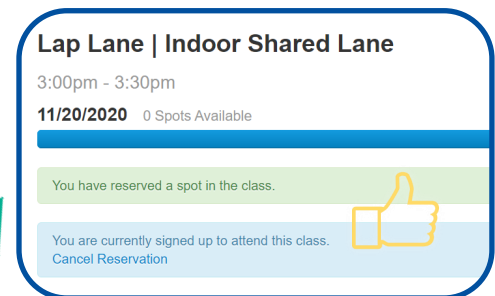 Lap Lane | Indoor Shared Lane
3:00pm - 3:30pm
11/20/2020 0 Spots Available
You have reserved a spot in the class.
You are currently signed up to attend this class.
Cancel Reservation